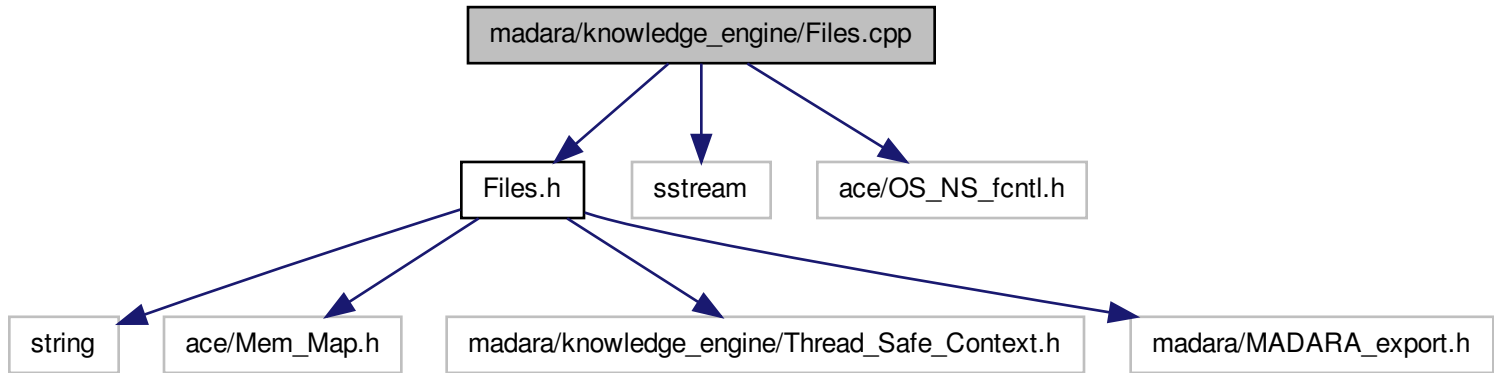 madara/knowledge_engine/Files.cpp
Files.h
sstream
ace/OS_NS_fcntl.h
string
ace/Mem_Map.h
madara/knowledge_engine/Thread_Safe_Context.h
madara/MADARA_export.h